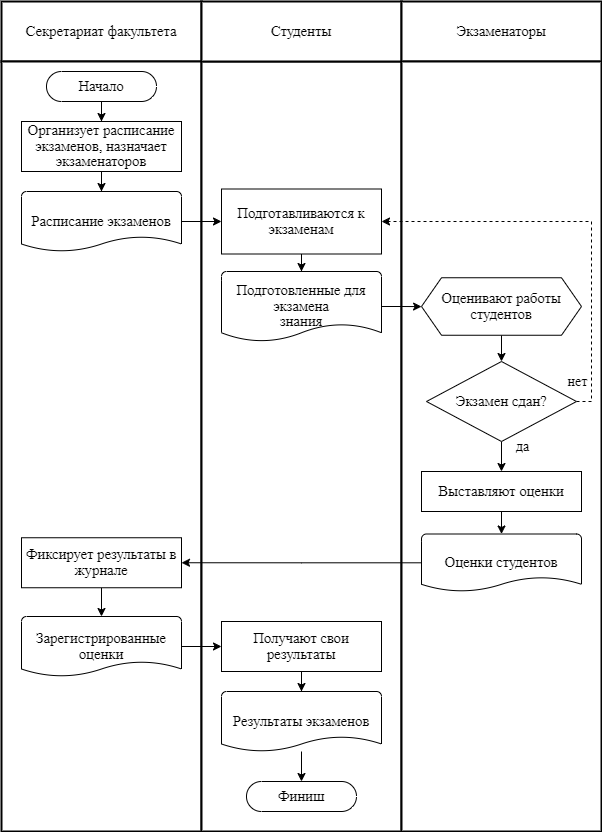 Секретариат факультета
Студенты
Экзаменаторы
Начало
Организует расписание
экзаменов, назначает
экзаменаторов
Расписание экзаменов
Подготавливаются к
экзаменам
Подготовленные для
экзамена
знания
Оценивают работы
студентов
Экзамен сдан?
нет
да
Выставляют оценки
Оценки студентов
Фиксирует результаты в
журнале
Зарегистрированные
оценки
Получают свои
результаты
Результаты экзаменов
Финиш